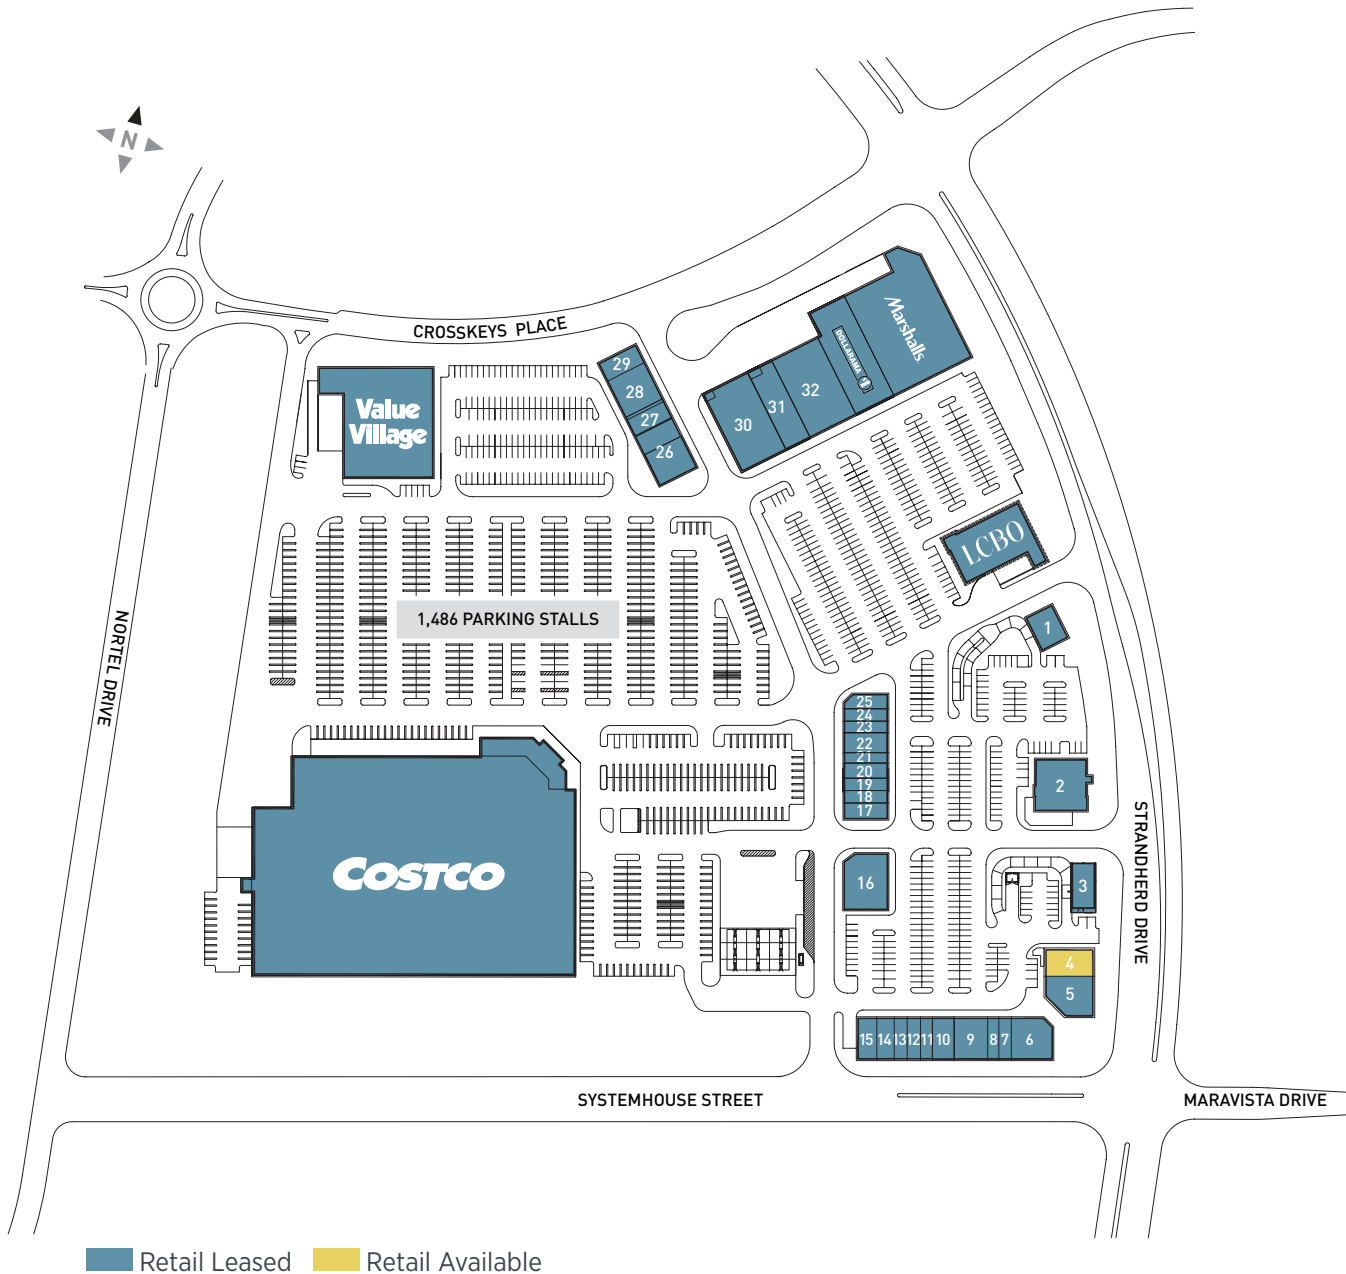 N
CROSSKEYS PLACE
Marshalls
DOLLARAMA
29
28
27
26
32
31
30
Value
Village
LCBO
1,486 PARKING STALLS
1
NORTEL DRIVE
25
24
23
22
21
20
19
18
17
2
STRANDHERD DRIVE
COSTCO
16
3
4
5
15 14 13 12 11 10 9 8 7 6
SYSTEMHOUSE STREET
MARAVISTA DRIVE
Retail Leased
Retail Available